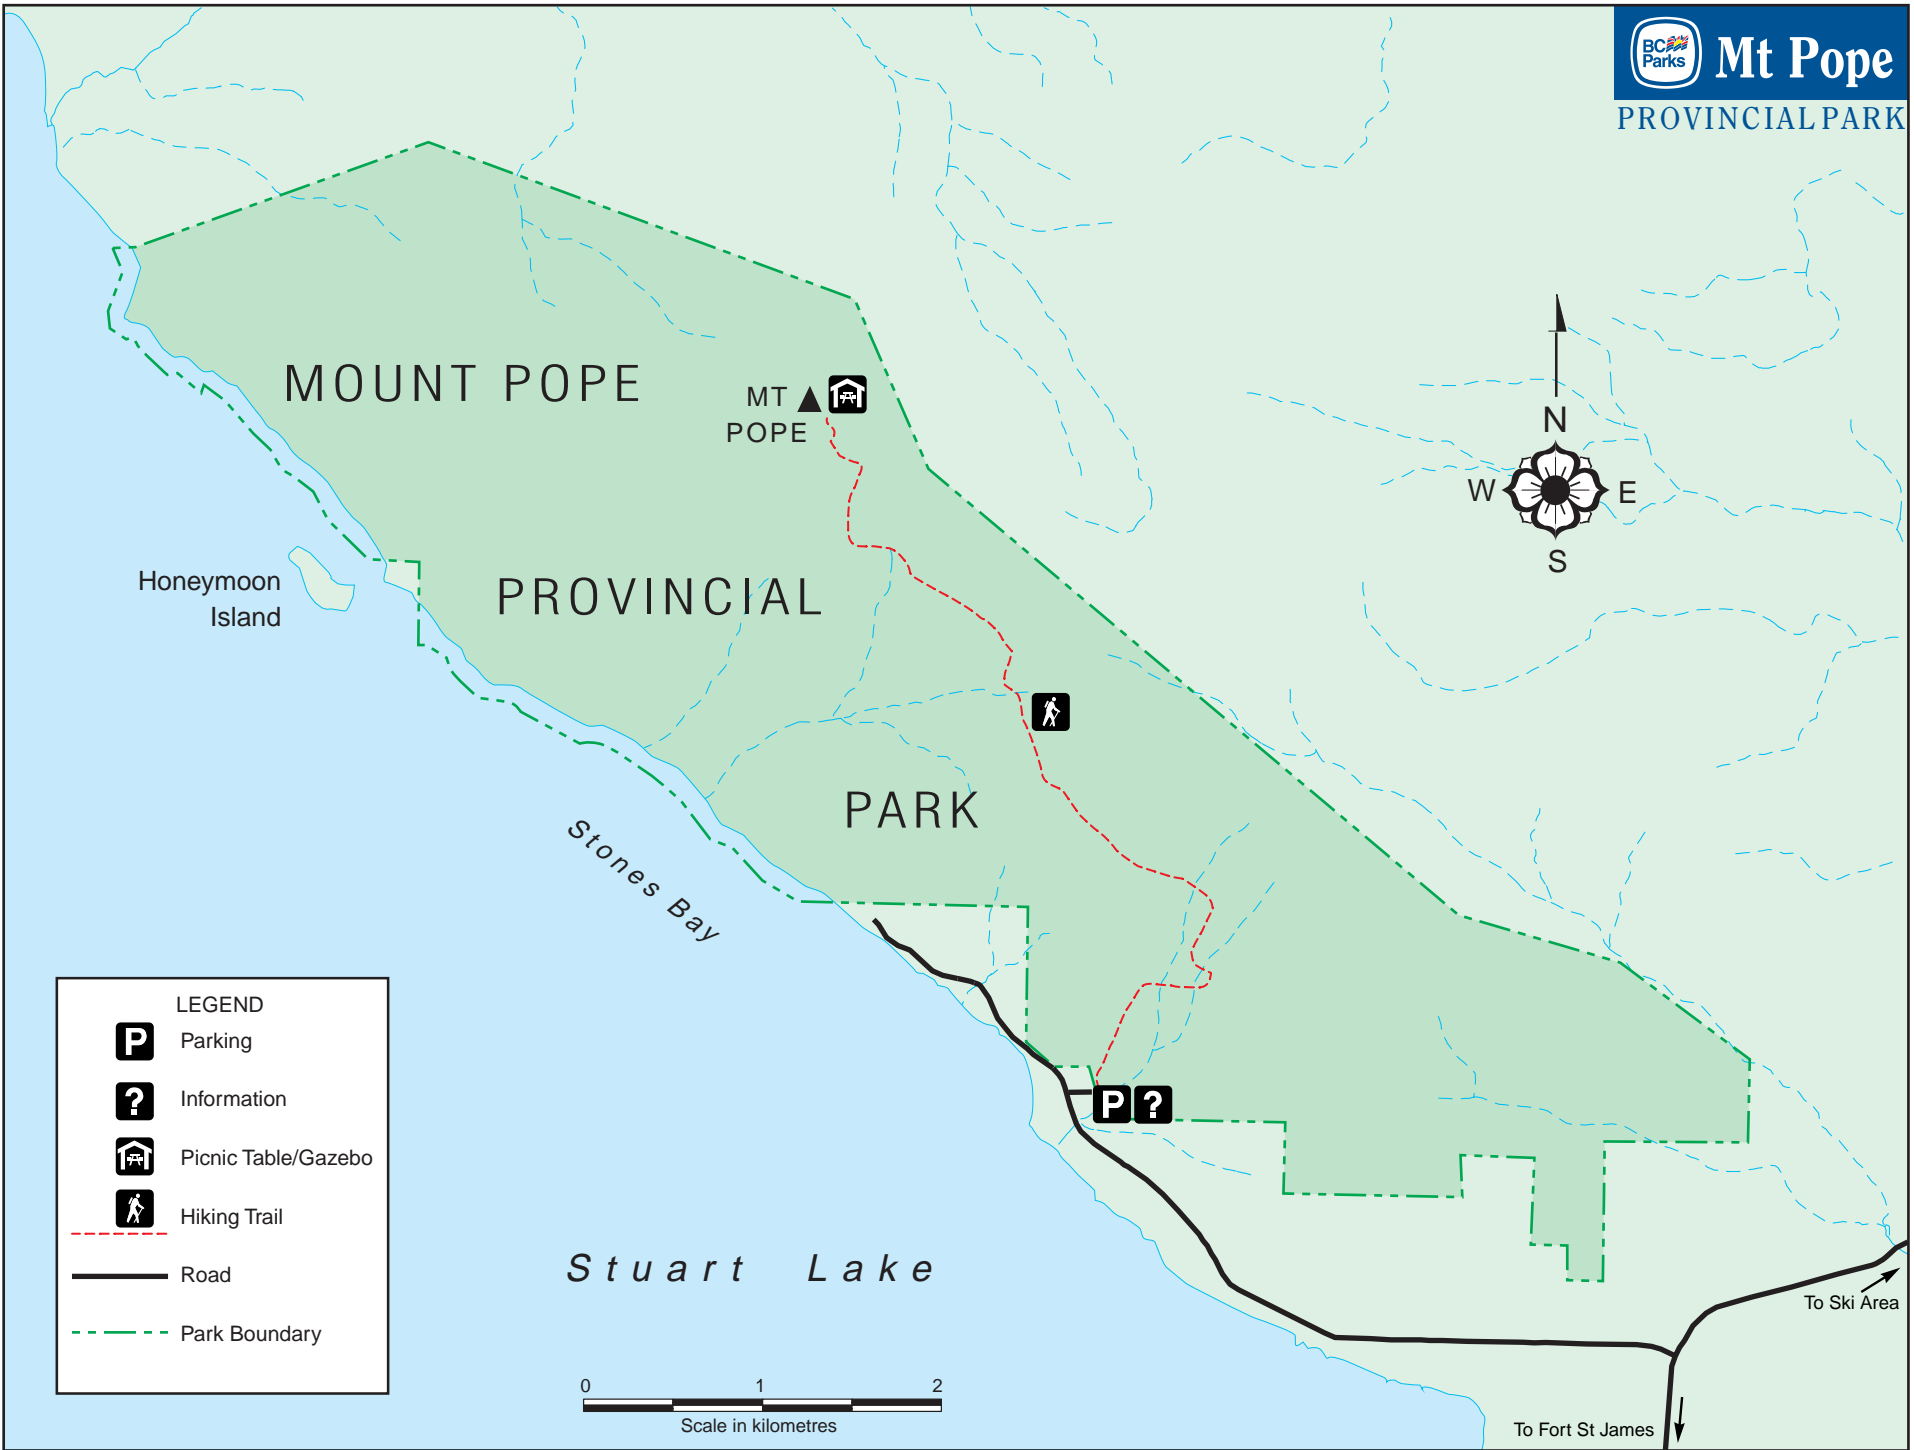 BC
Parks
Mt Pope
PROVINCIAL PARK
MOUNT POPE
MT
POPE
N
W
E
S
Honeymoon
Island
PROVINCIAL
PARK
Stones Bay
LEGEND
P
Parking
?
Information
Picnic Table/Gazebo
Hiking Trail
Road
Park Boundary
P ?
Stuart Lake
To Ski Area
0 1 2
Scale in kilometres
To Fort St James